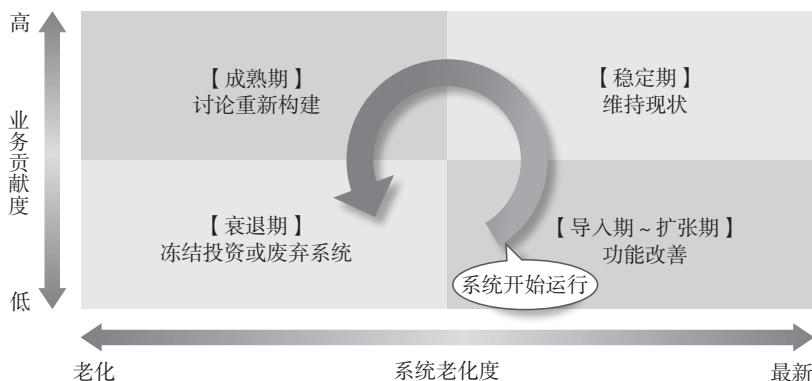 高
【成熟期】
讨论重新构建
【稳定期】
维持现状
业务贡献度
【衰退期】
冻结投资或废弃系统
【导入期~扩张期】
功能改善
系统开始运行
低
老化
系统老化度
最新